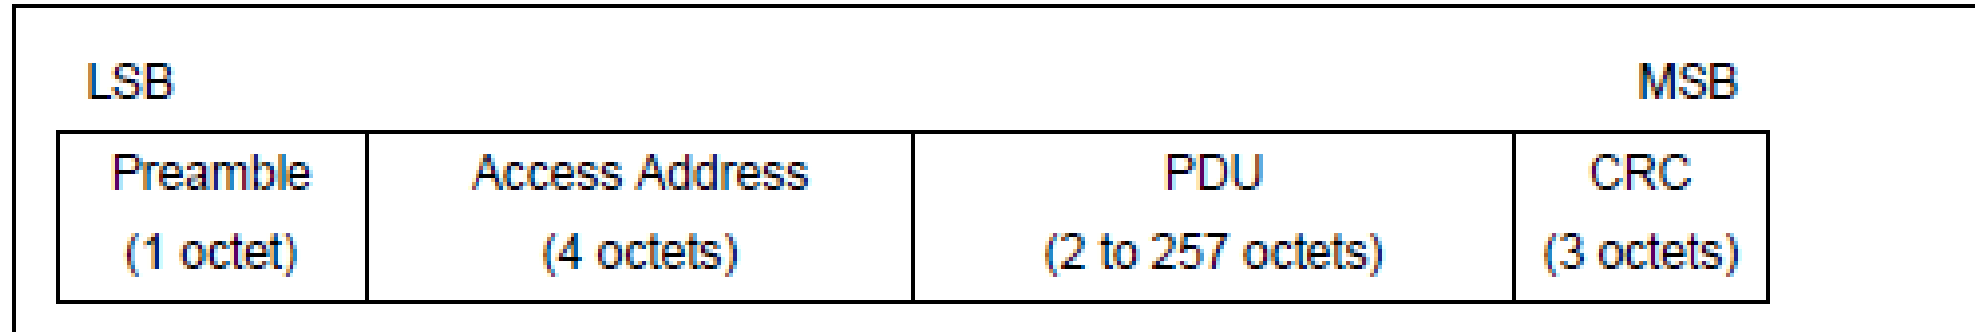 LSB MSB
Preamble Access Address PDU CRC
(1 octet) (4 octets) (2 to 257 octets) (3 octets)